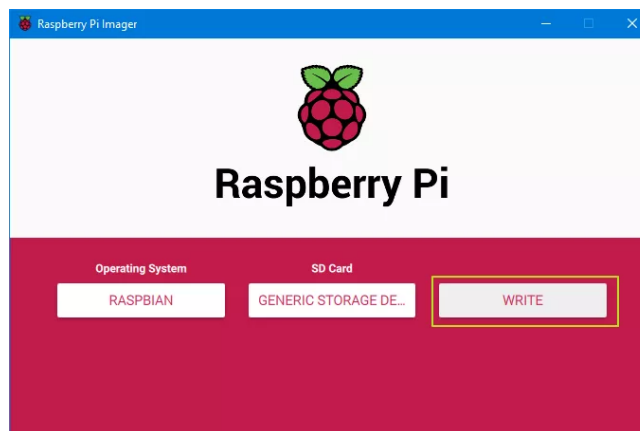 Raspberry Pi Imager
Raspberry Pi
Operating System
SD Card
RASPBIAN
GENERIC STORAGE DE...
WRITE